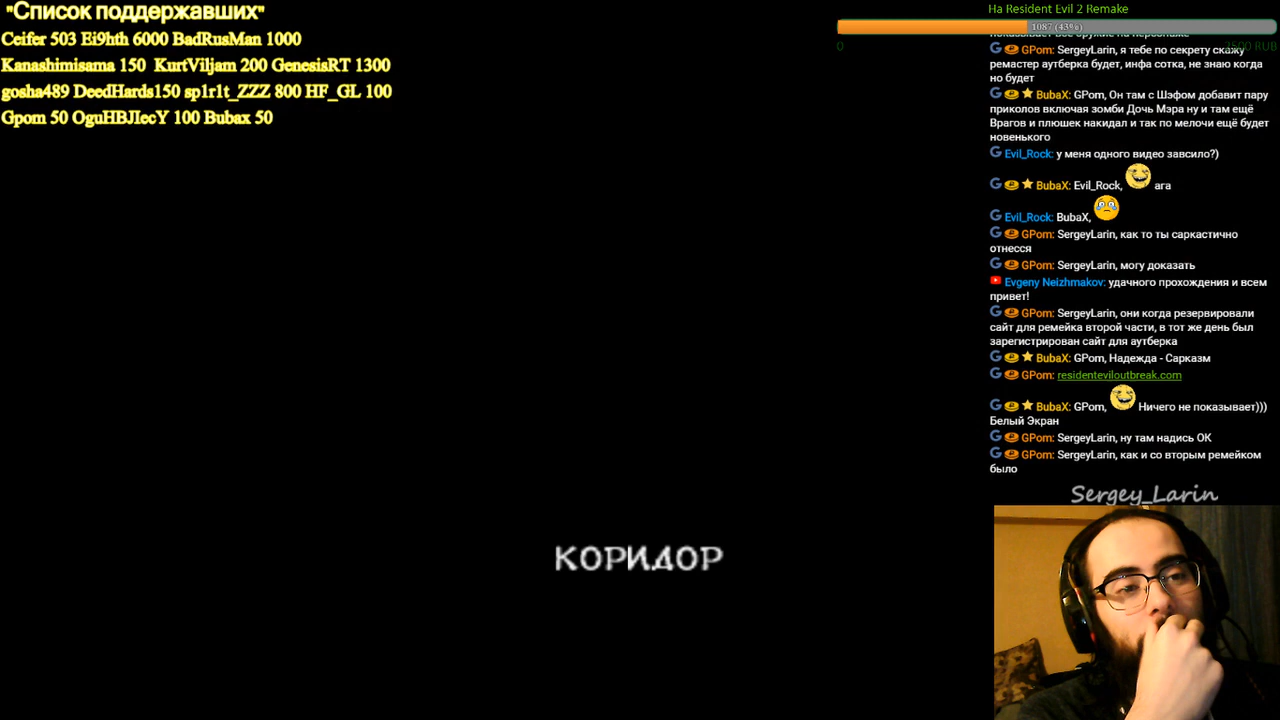 "Список поддержавших"
Ceifer 503 Ei9hth 6000 BadRusMan 1000
Kanashimisama 150 KurtViljam 200 GenesisRT 1300
gosha489 DeedHards150 sp1r1t_ZZZ 800 HF_GL 100
Gpom 50 OguHBJIecY 100 Bubax 50
На Resident Evil 2 Remake
1087 (43%)
0
2500 RUB
GPom: SergeyLarin, я тебе по секрету скажу
ремастер аутберка будет, инфа сотка, не знаю когда
но будет
BubaX: GPom, Он там с Шэфом добавит пару
приколов включая зомби Дочь Мэра ну и там ещё
Врагов и плюшек накидал и так по мелочи ещё будет
новенького
Evil_Rock: у меня одного видео завсило?)
BubaX: Evil_Rock, ага
Evil_Rock: BubaX,
GPom: SergeyLarin, как то ты саркастично
отнесся
GPom: SergeyLarin, могу доказать
Evgeny Neizhmakov: удачного прохождения и всем
привет!
GPom: SergeyLarin, они когда резервировали
сайт для ремейка второй части, в тот же день был
зарегистрирован сайт для аутберка
BubaX: GPom, Надежда - Сарказм
GPom: residenteviloutbreak.com
BubaX: GPom, Ничего не показывает)))
Белый Экран
GPom: SergeyLarin, ну там надись ОК
GPom: SergeyLarin, как и со вторым ремейком
было
Sergey_Larin
КОРИДОР